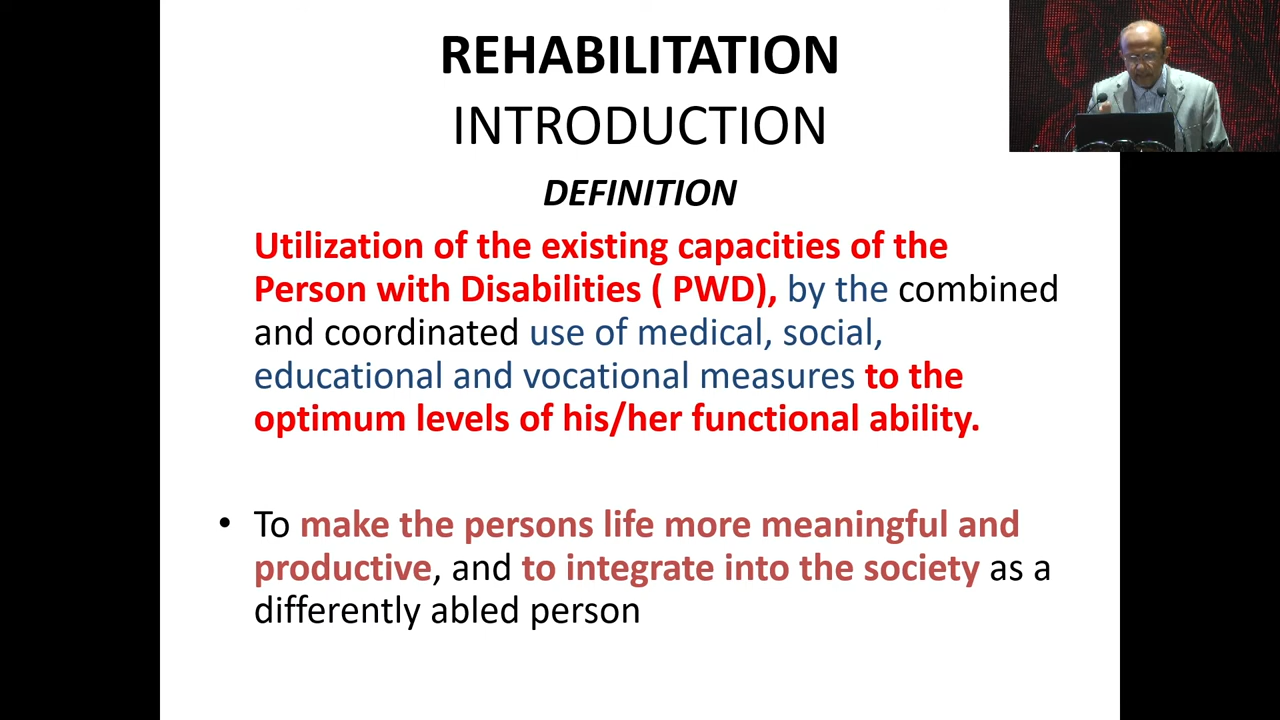 REHABILITATION
INTRODUCTION
DEFINITION
Utilization of the existing capacities of the
Person with Disabilities ( PWD), by the combined
and coordinated use of medical, social,
educational and vocational measures to the
optimum levels of his/her functional ability.
• To make the persons life more meaningful and
productive, and to integrate into the society as a
differently abled person